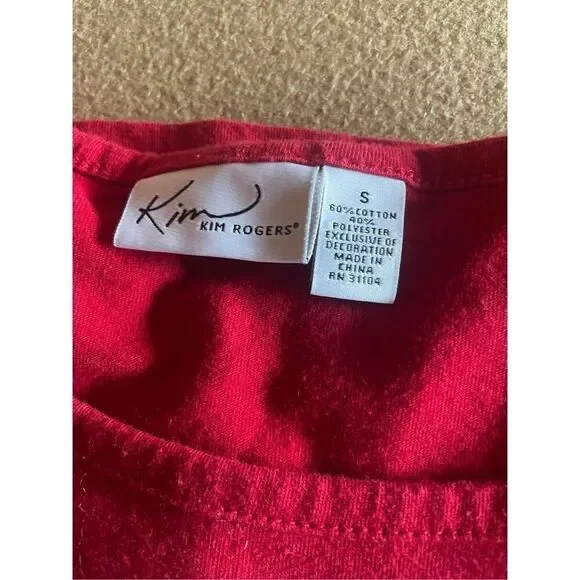 Kim
KIM ROGERS®
S
60% COTTON
40%
POLYESTER
EXCLUSIVE OF
DECORATION
MADE IN
CHINA
RN 31104